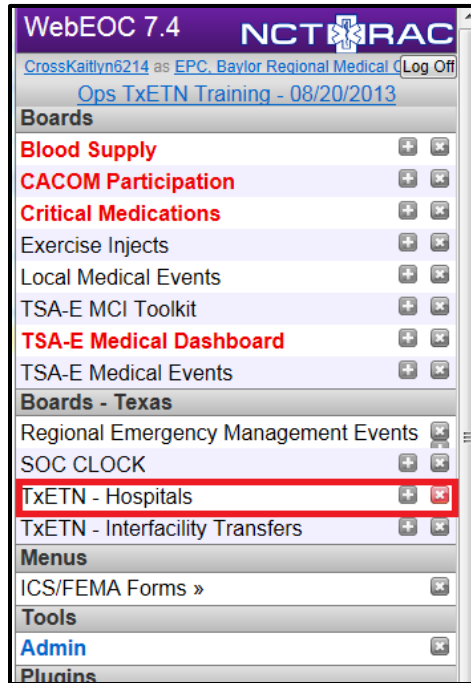 WebEOC 7.4 NCTRAC
CrossKaitlyn6214 as EPC, Baylor Regional Medical Log Off
Ops TxETN Training - 08/20/2013
Boards
Blood Supply
CACOM Participation
Critical Medications
Exercise Injects
Local Medical Events
TSA-E MCI Toolkit
TSA-E Medical Dashboard
TSA-E Medical Events
Boards - Texas
Regional Emergency Management Events
SOC CLOCK
TxETN - Hospitals
TxETN - Interfacility Transfers
Menus
ICS/FEMA Forms »
Tools
Admin
Plugins